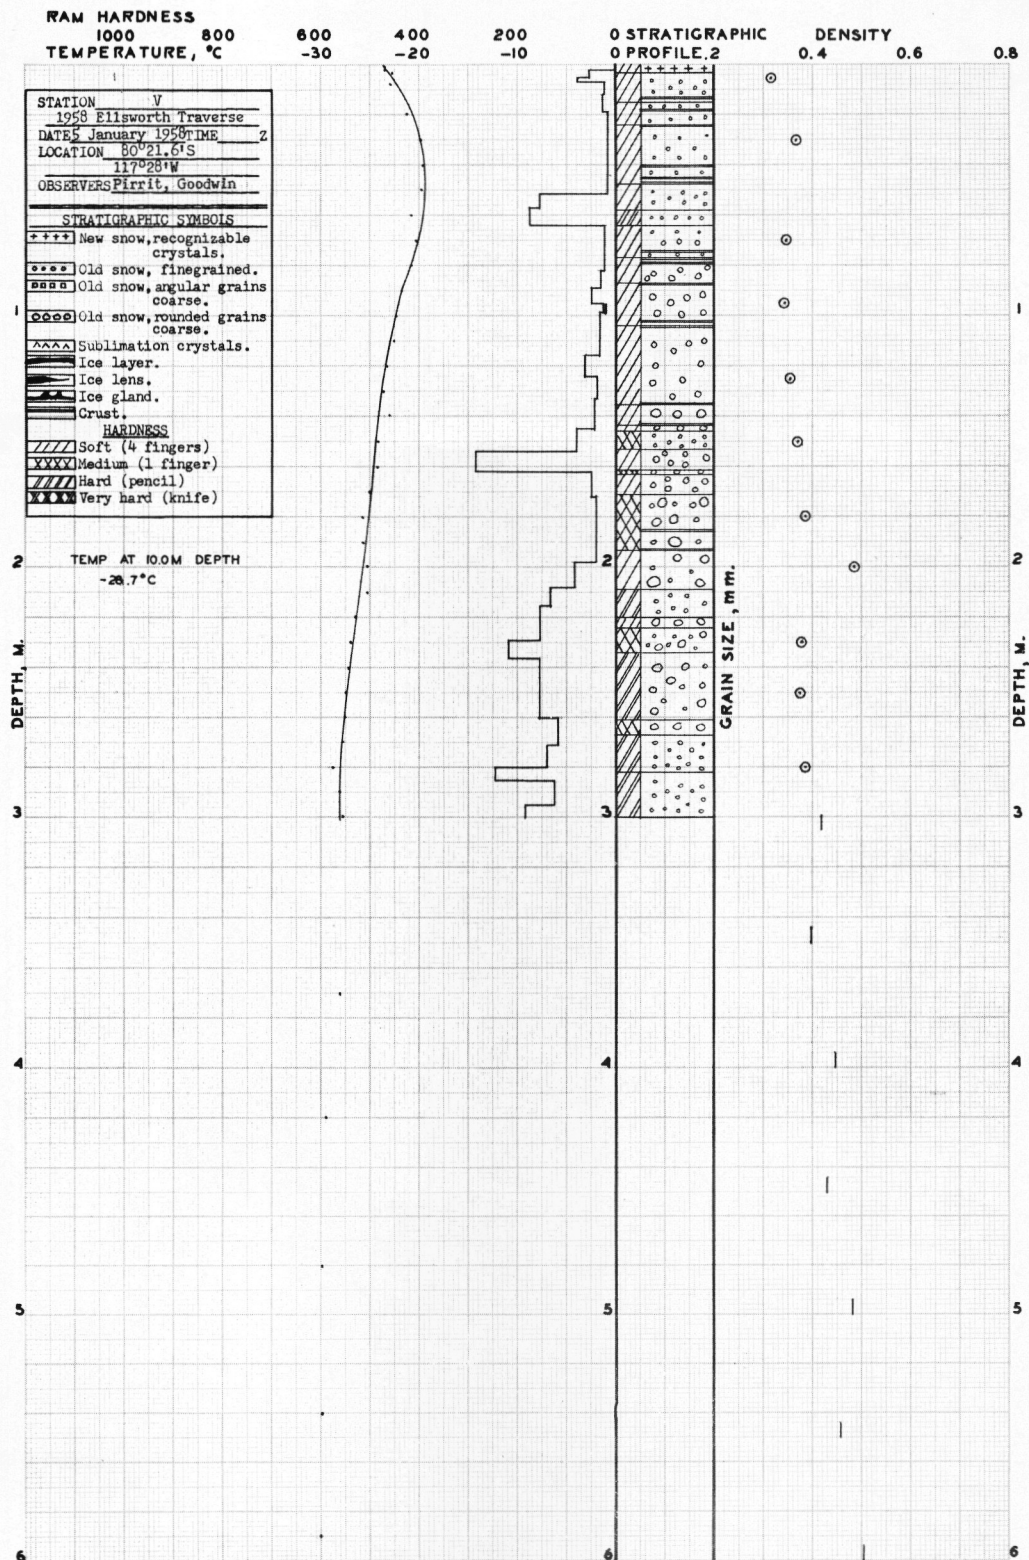 RAM HARDNESS
1000 800 600 400 200 0 STRATIGRAPHIC DENSITY
TEMPERATURE, °C -30 -20 -10 0 PROFILE.2 0.4 0.6 0.8
STATION V
1958 Ellsworth Traverse
DATE 5 January 1958 TIME Z
LOCATION 80°21.6'S
117°28'W
OBSERVERS Pirrit, Goodwin
STRATIGRAPHIC SYMBOLS
New snow, recognizable
crystals.
Old snow, finegrained.
Old snow, angular grains
coarse.
Old snow, rounded grains
coarse.
Sublimation crystals.
Ice layer.
Ice lens.
Ice gland.
Crust.
HARDNESS
Soft (4 fingers)
Medium (1 finger)
Hard (pencil)
Very hard (knife)
TEMP AT 10.0M DEPTH
-28.7°C
1 1
2 2 2
DEPTH, M. GRAIN SIZE, mm. DEPTH, M.
3 3 3
4 4 4
5 5 5
6 6 6